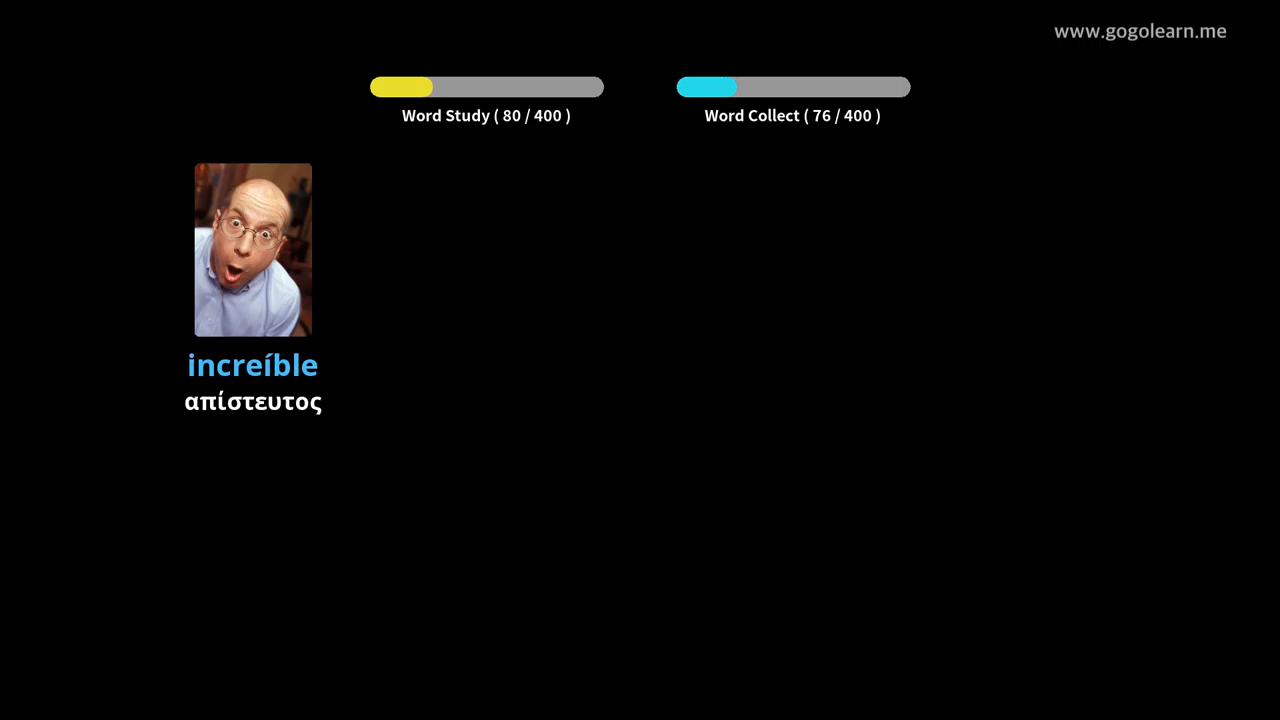 www.gogolearn.me
Word Study ( 80 / 400 )
Word Collect ( 76 / 400 )
increíble
απίστευτος